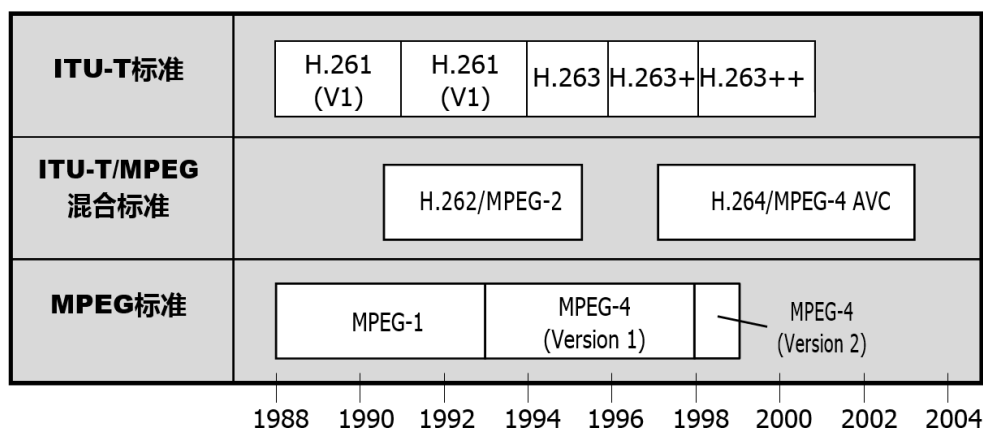 ITU-T标准
H.261
(V1)
H.261
(V1)
H.263
H.263+
H.263++
ITU-T/MPEG
混合标准
H.262/MPEG-2
H.264/MPEG-4 AVC
MPEG标准
MPEG-1
MPEG-4
(Version 1)
MPEG-4
(Version 2)
1988 1990 1992 1994 1996 1998 2000 2002 2004